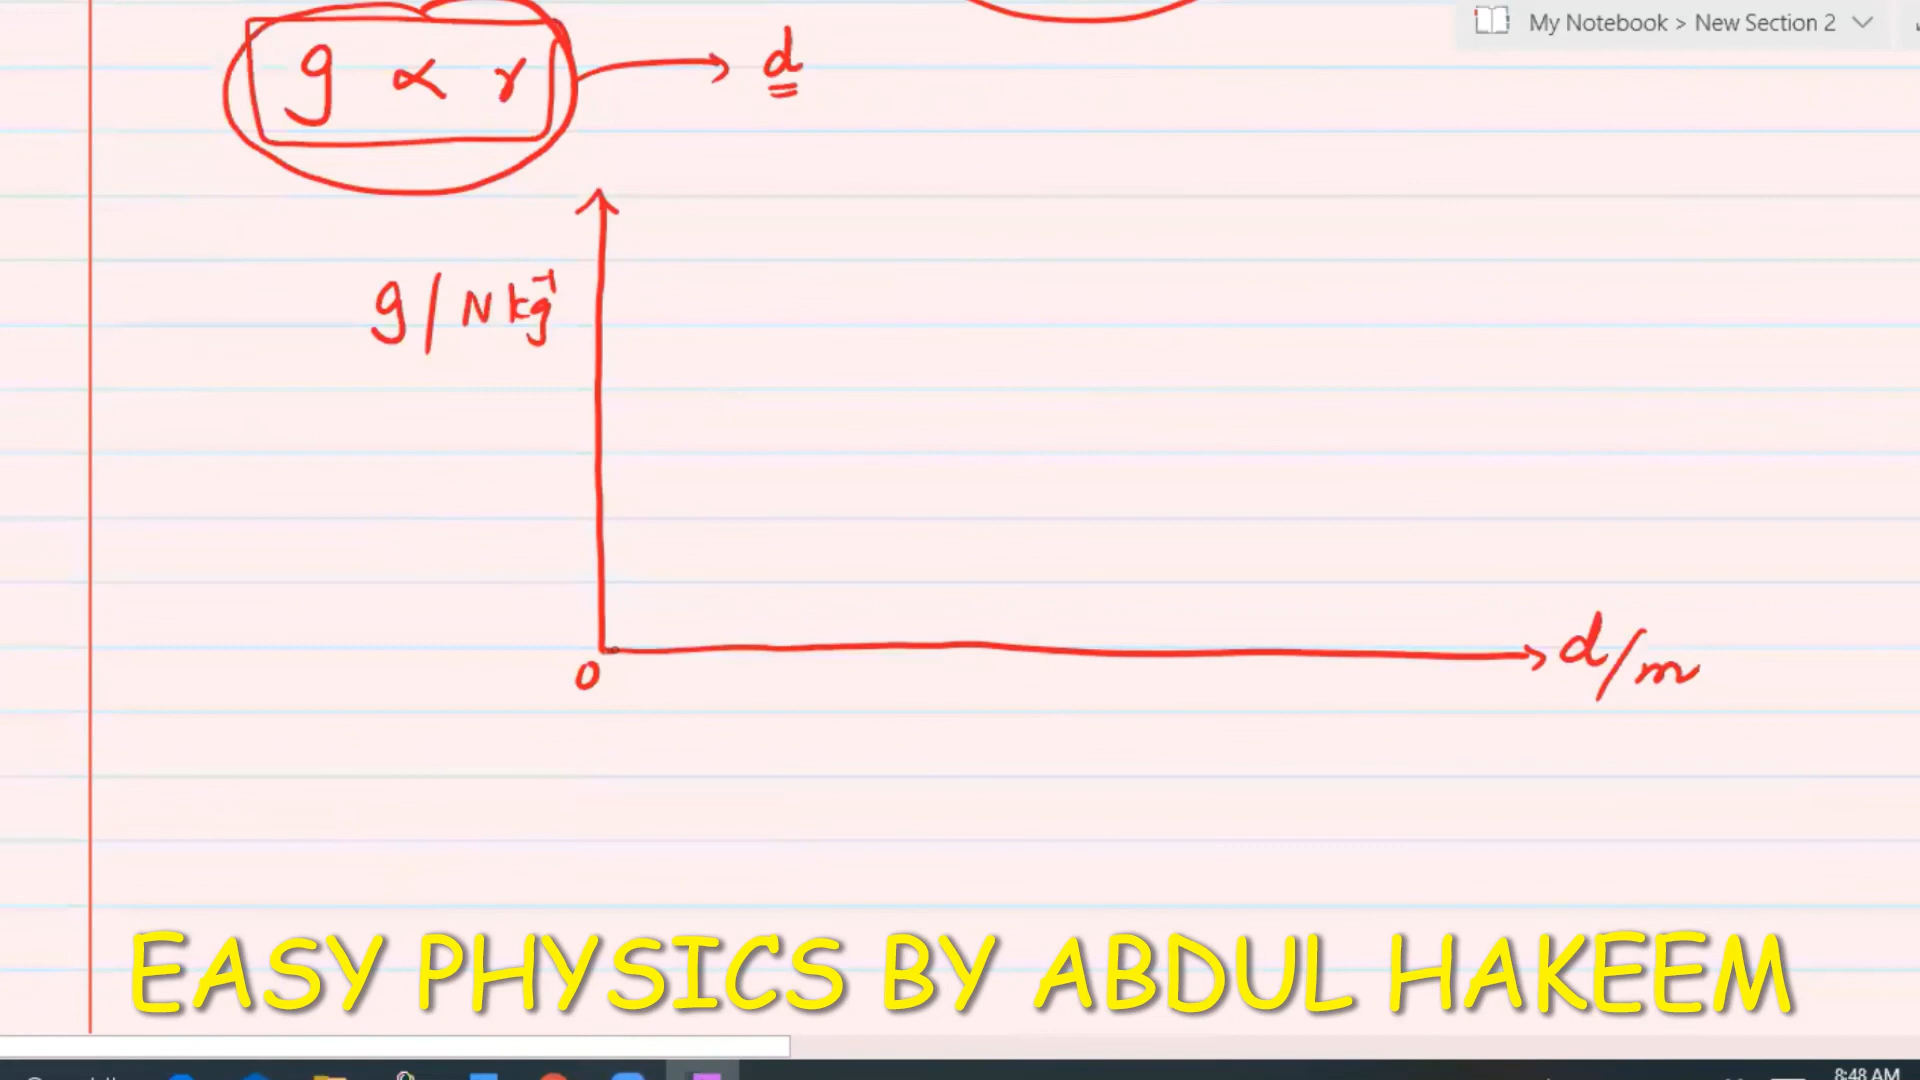 My Notebook > New Section 2
g ∝ r → d
g/N kg⁻¹
0
d/m
EASY PHYSICS BY ABDUL HAKEEM
8:48 AM